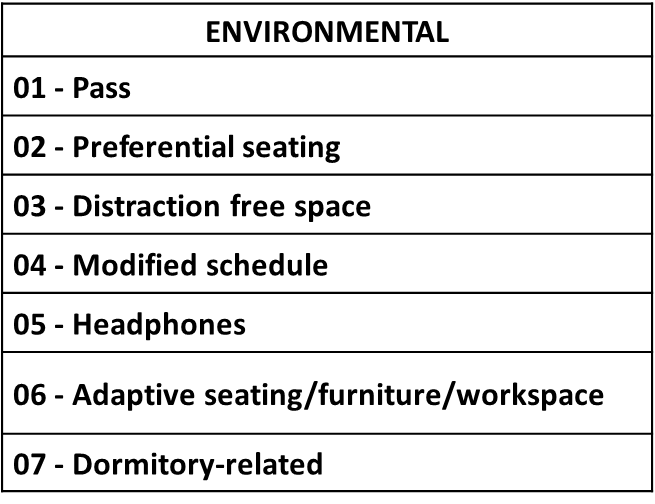 ENVIRONMENTAL
01 - Pass
02 - Preferential seating
03 - Distraction free space
04 - Modified schedule
05 - Headphones
06 - Adaptive seating/furniture/workspace
07 - Dormitory-related